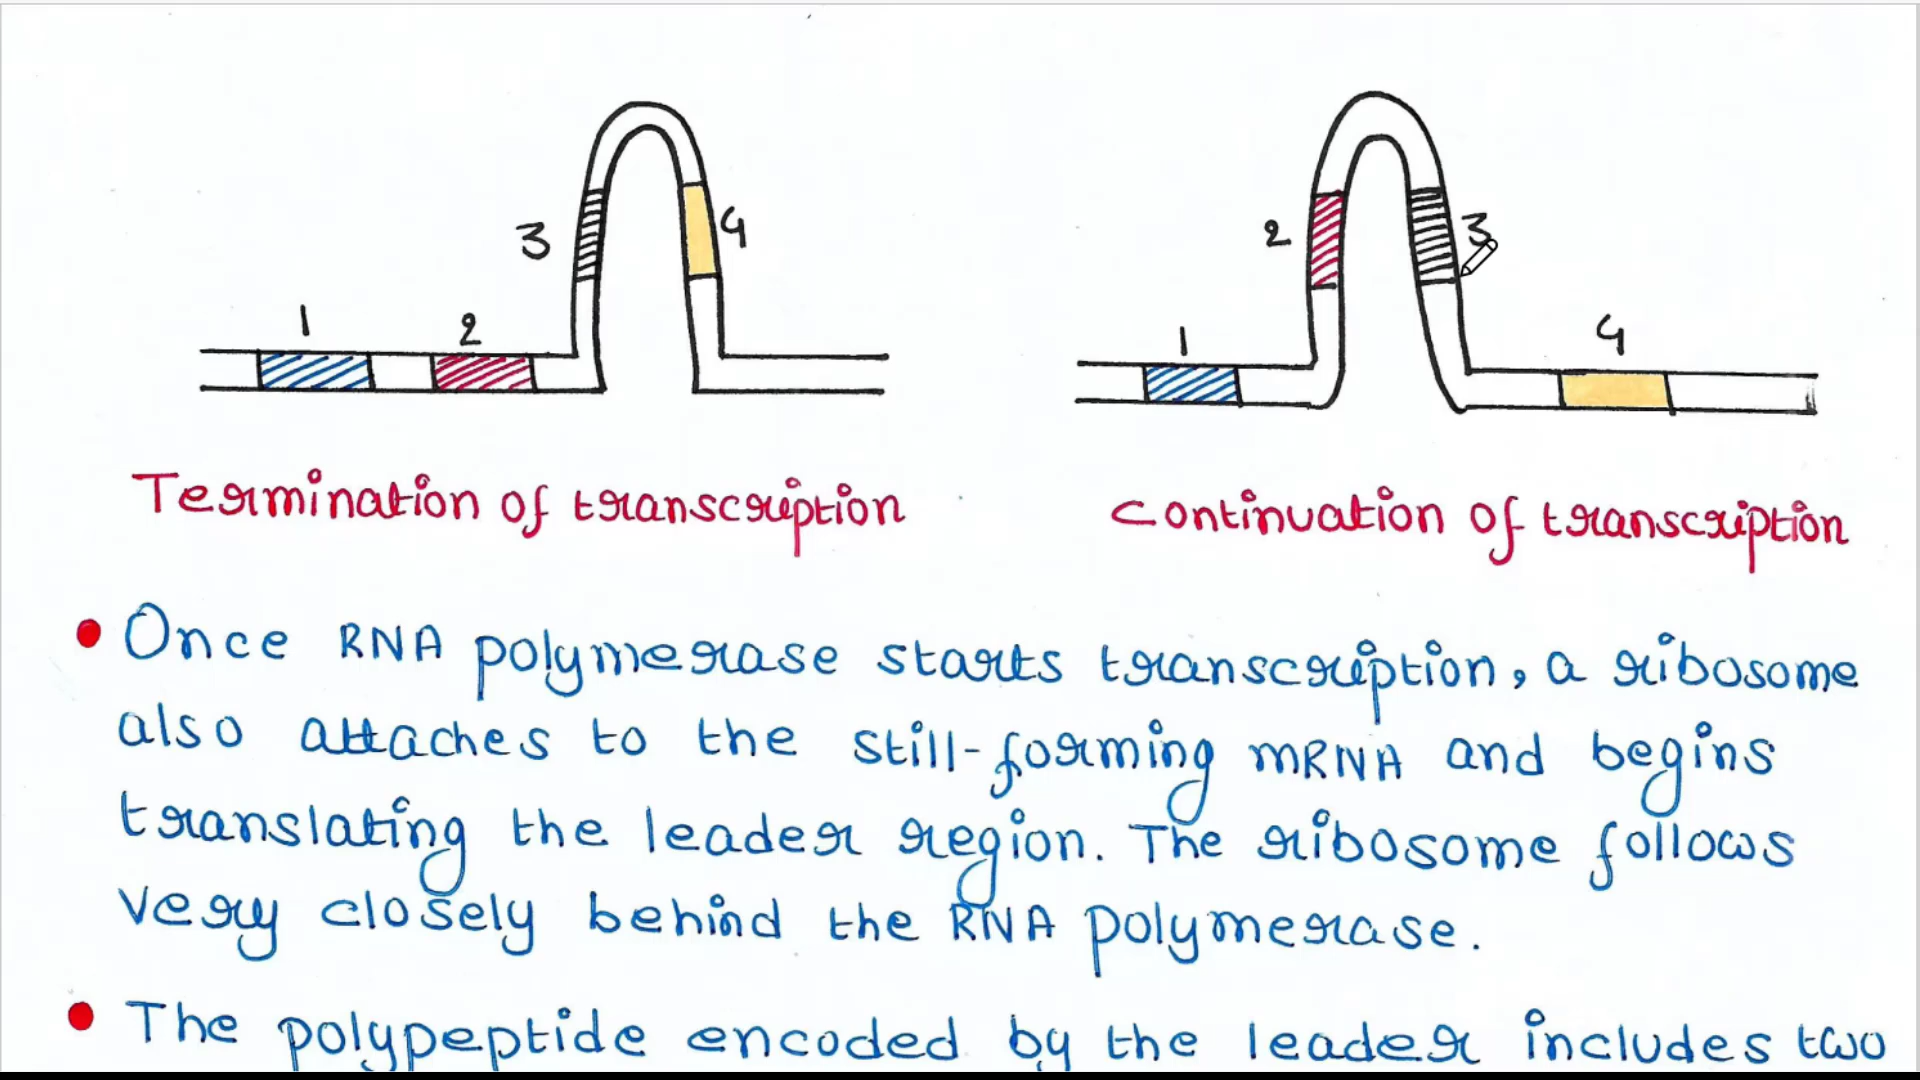 3 4
1 2
2 3
1 4
Termination of transcription
continuation of transcription
• Once RNA polymerase starts transcription, a ribosome
also attaches to the still-forming mRNA and begins
translating the leader region. The ribosome follows
very closely behind the RNA polymerase.
• The polypeptide encoded by the leader includes two